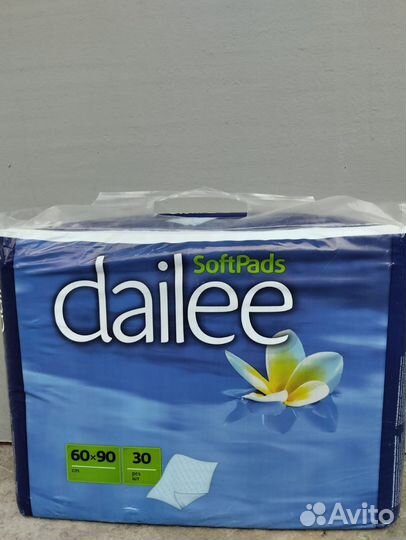 SoftPads
dailee
60×90 30
cm pcs
шт
Avito